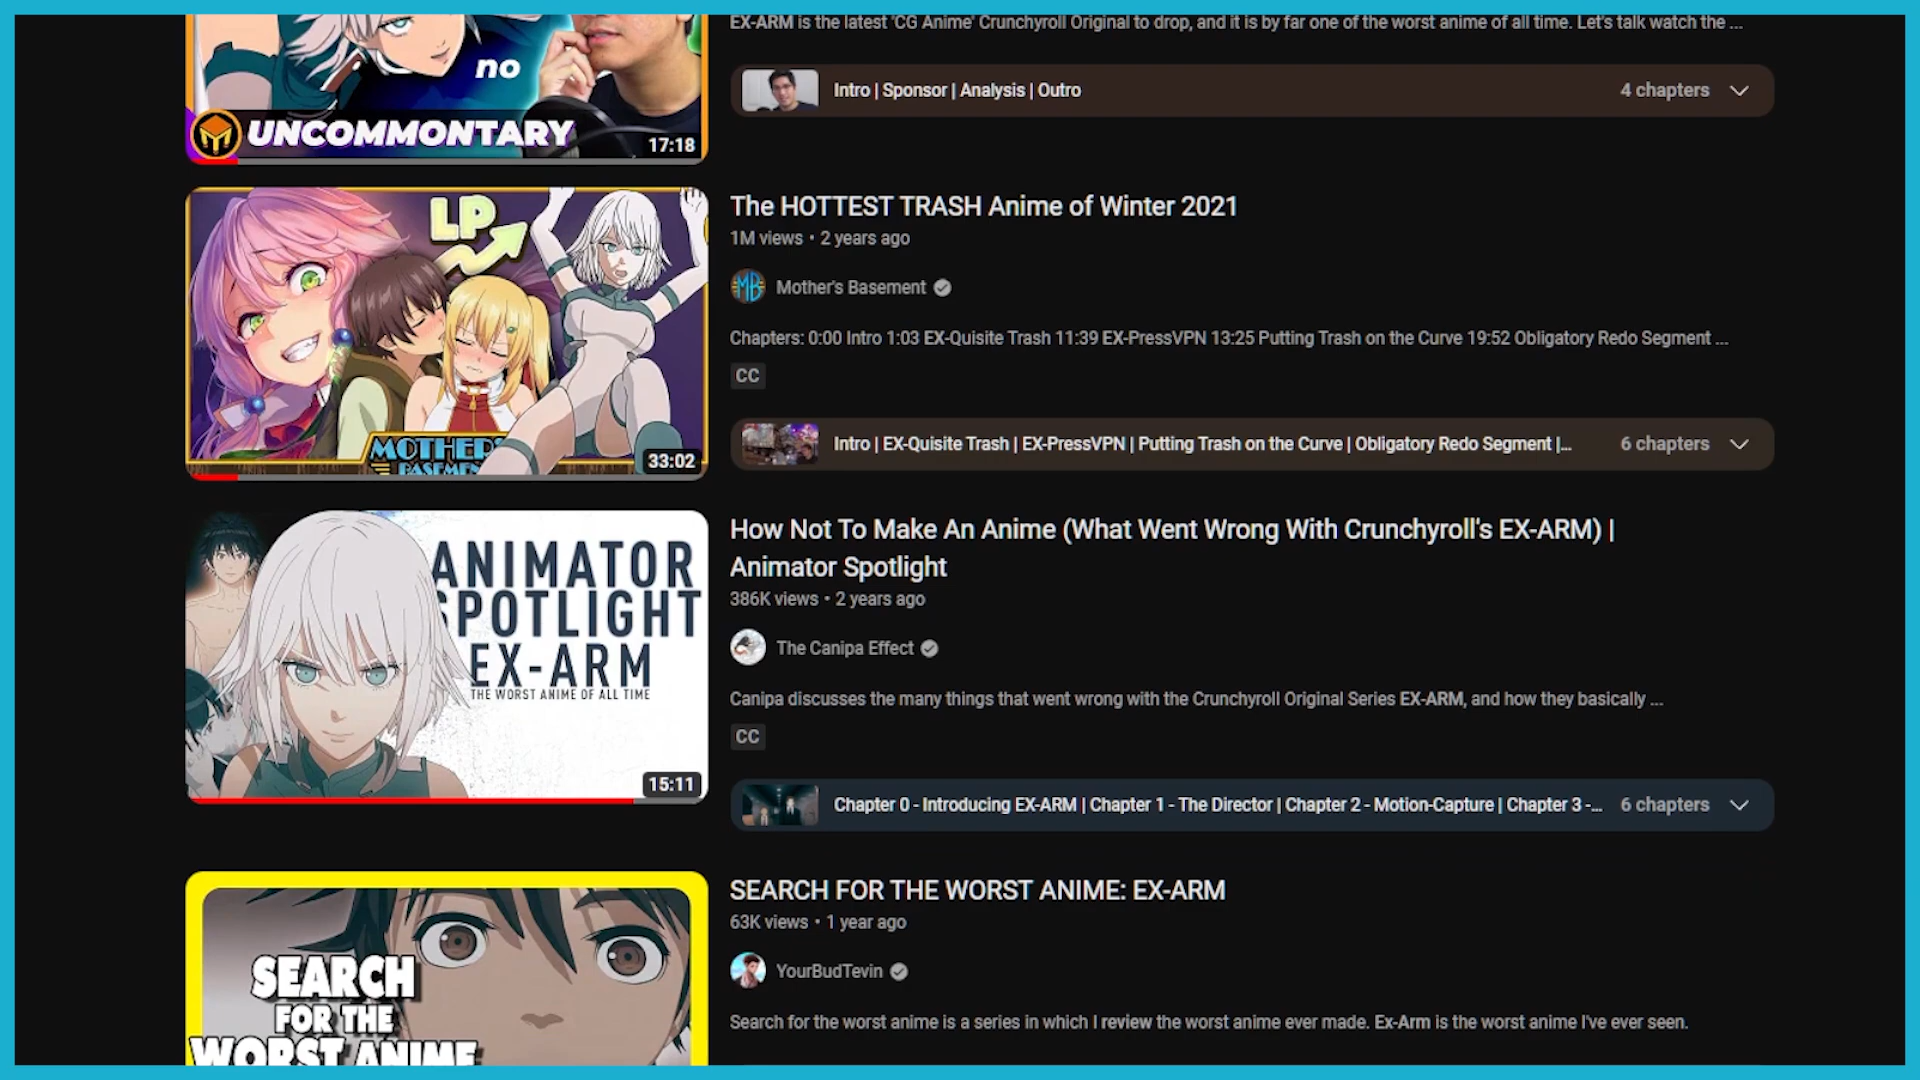 EX-ARM is the latest 'CG Anime' Crunchyroll Original to drop, and it is by far one of the worst anime of all time. Let's talk watch the ...
no
Intro | Sponsor | Analysis | Outro
4 chapters
UNCOMMONTARY
17:18
LP
The HOTTEST TRASH Anime of Winter 2021
1M views • 2 years ago
MB
Mother's Basement
Chapters: 0:00 Intro 1:03 EX-Quisite Trash 11:39 EX-PressVPN 13:25 Putting Trash on the Curve 19:52 Obligatory Redo Segment ...
CC
MOTHER'S
BASEMEN
33:02
Intro | EX-Quisite Trash | EX-PressVPN | Putting Trash on the Curve | Obligatory Redo Segment |...
6 chapters
ANIMATOR
SPOTLIGHT
EX-ARM
THE WORST ANIME OF ALL TIME
15:11
How Not To Make An Anime (What Went Wrong With Crunchyroll's EX-ARM) |
Animator Spotlight
386K views • 2 years ago
The Canipa Effect
Canipa discusses the many things that went wrong with the Crunchyroll Original Series EX-ARM, and how they basically ...
CC
Chapter 0 - Introducing EX-ARM | Chapter 1 - The Director | Chapter 2 - Motion-Capture | Chapter 3 -...
6 chapters
SEARCH
FOR THE
WORST ANIME
SEARCH FOR THE WORST ANIME: EX-ARM
63K views • 1 year ago
YourBudTevin
Search for the worst anime is a series in which I review the worst anime ever made. Ex-Arm is the worst anime I've ever seen.